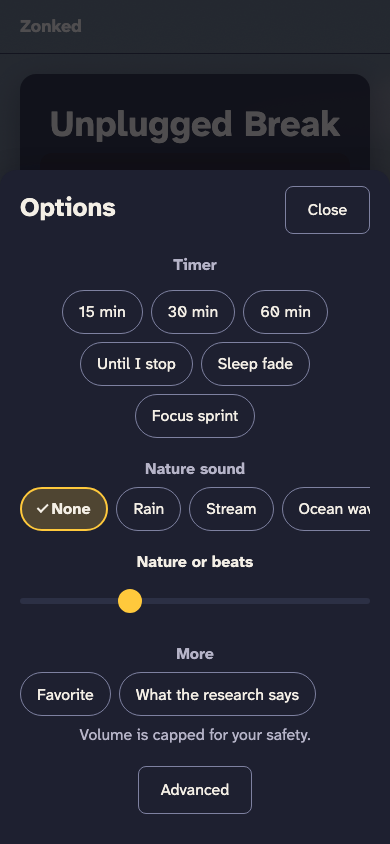 Zonked
Unplugged Break
Options
Close
Timer
15 min
30 min
60 min
Until I stop
Sleep fade
Focus sprint
Nature sound
None
Rain
Stream
Ocean wav
Nature or beats
More
Favorite
What the research says
Volume is capped for your safety.
Advanced